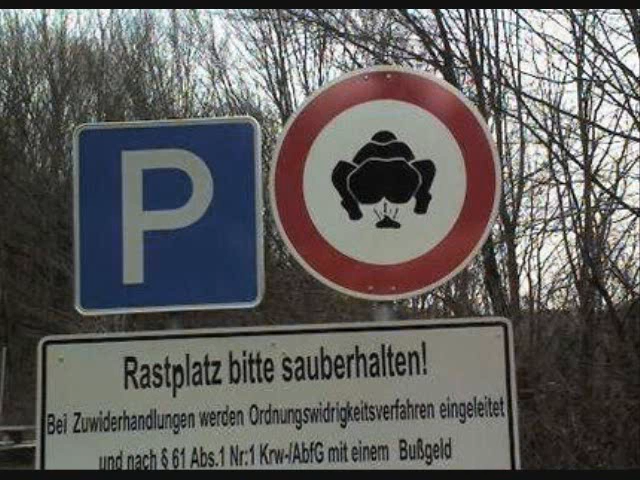 P
Rastplatz bitte sauberhalten!
Bei Zuwiderhandlungen werden Ordnungswidrigkeitsverfahren eingeleitet
und nach § 61 Abs.1 Nr:1 Krw-/AbfG mit einem Bußgeld